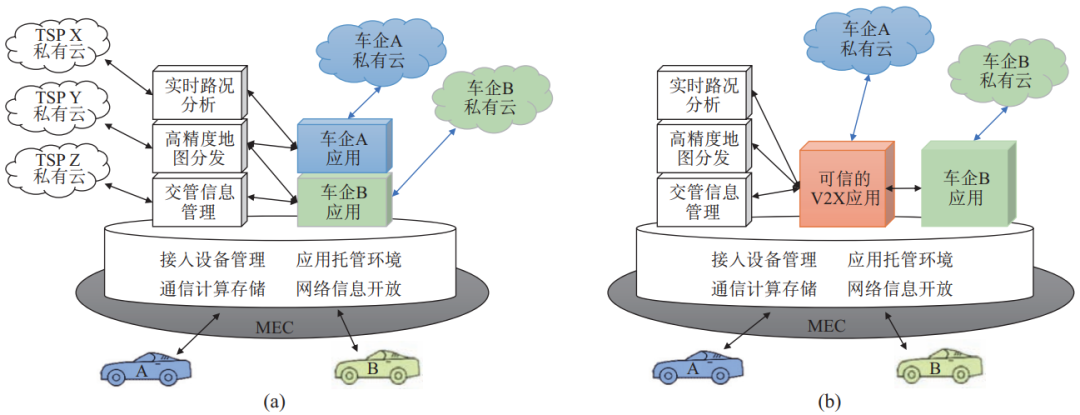 TSP X
私有云
TSP Y
私有云
TSP Z
私有云
实时路况
分析
高精度地
图分发
交管信息
管理
车企A
私有云
车企B
私有云
车企A
应用
车企B
应用
接入设备管理 应用托管环境
通信计算存储 网络信息开放
MEC
A
B
(a)
实时路况
分析
高精度地
图分发
交管信息
管理
车企A
私有云
车企B
私有云
可信的
V2X应用
车企B
应用
接入设备管理 应用托管环境
通信计算存储 网络信息开放
MEC
A
B
(b)